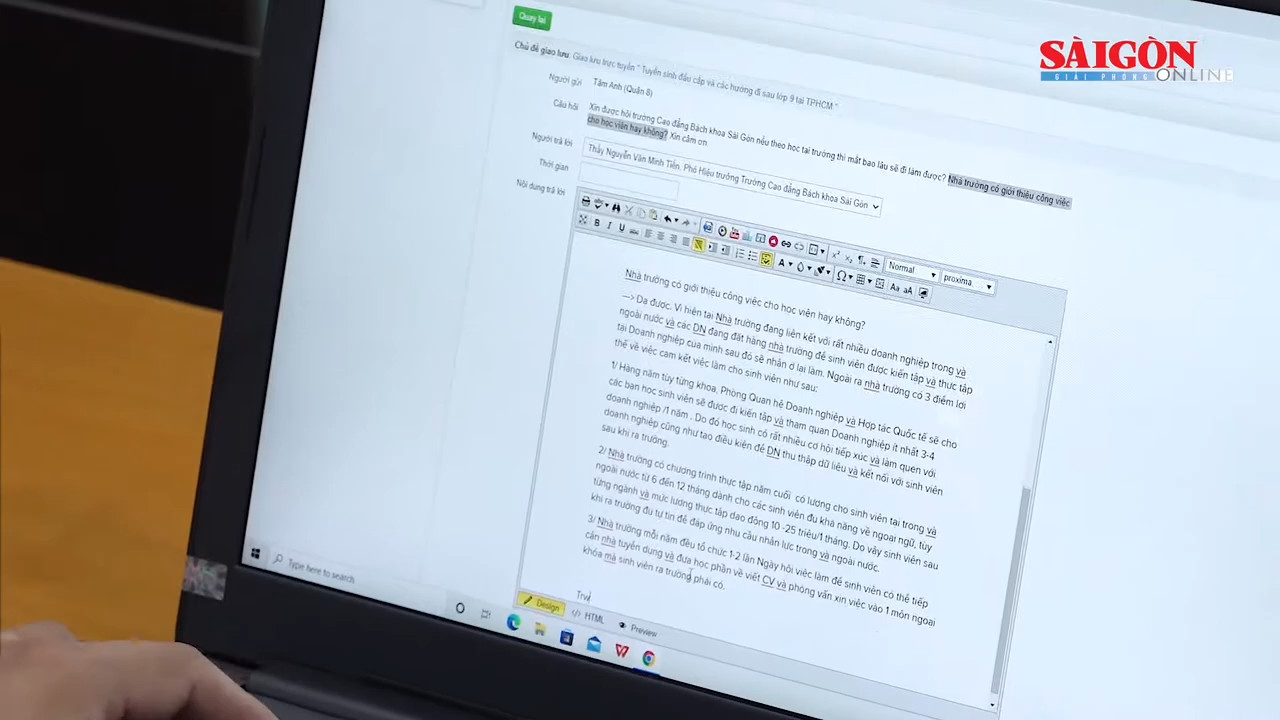 SÀIGÒN
GIẢI PHÓNG ONLINE
Quay lại
Chủ đề giao lưu: Giao lưu trực tuyến " Tuyển sinh đầu cấp và các hướng đi sau lớp 9 tại TPHCM "
Người gửi Tâm Anh (Quận 8)
Câu hỏi Xin được hỏi trường Cao đẳng Bách khoa Sài Gòn nếu theo học tại trường thì mất bao lâu sẽ đi làm được? Nhà trường có giới thiệu công việc
cho học viên hay không? Xin cảm ơn
Người trả lời Thầy Nguyễn Văn Minh Tiến, Phó Hiệu trưởng Trường Cao đẳng Bách khoa Sài Gòn
Thời gian
Nội dung trả lời
Normal proxima
Nhà trường có giới thiệu công việc cho học viên hay không?
—> Dạ được. Vì hiện tại Nhà trường đang liên kết với rất nhiều doanh nghiệp trong và
ngoài nước và các DN đang đặt hàng nhà trường để sinh viên được kiến tập và thực tập
tại Doanh nghiệp của mình sau đó sẽ nhận ở lại làm. Ngoài ra nhà trường có 3 điểm lợi
thế về việc cam kết việc làm cho sinh viên như sau:
1/ Hàng năm tùy từng khoa, Phòng Quan hệ Doanh nghiệp và Hợp tác Quốc tế sẽ cho
các bạn học sinh viên sẽ được đi kiến tập và tham quan Doanh nghiệp ít nhất 3-4
doanh nghiệp /1 năm . Do đó học sinh có rất nhiều cơ hội tiếp xúc và làm quen với
doanh nghiệp cũng như tạo điều kiện để DN thu thập dữ liệu và kết nối với sinh viên
sau khi ra trường.
2/ Nhà trường có chương trình thực tập năm cuối có lương cho sinh viên tại trong và
ngoài nước từ 6 đến 12 tháng dành cho các sinh viên đủ khả năng về ngoại ngữ, tùy
từng ngành và mức lương thực tập dao động 10 -25 triệu/1 tháng. Do vậy sinh viên sau
khi ra trường đủ tự tin để đáp ứng nhu cầu nhân lực trong và ngoài nước.
3/ Nhà trường mỗi năm đều tổ chức 1-2 lần Ngày hội việc làm để sinh viên có thể tiếp
cận nhà tuyển dụng và đưa học phần về viết CV và phỏng vấn xin việc vào 1 môn ngoại
khóa mà sinh viên ra trường phải có.
Trư
Design HTML Preview
Type here to search